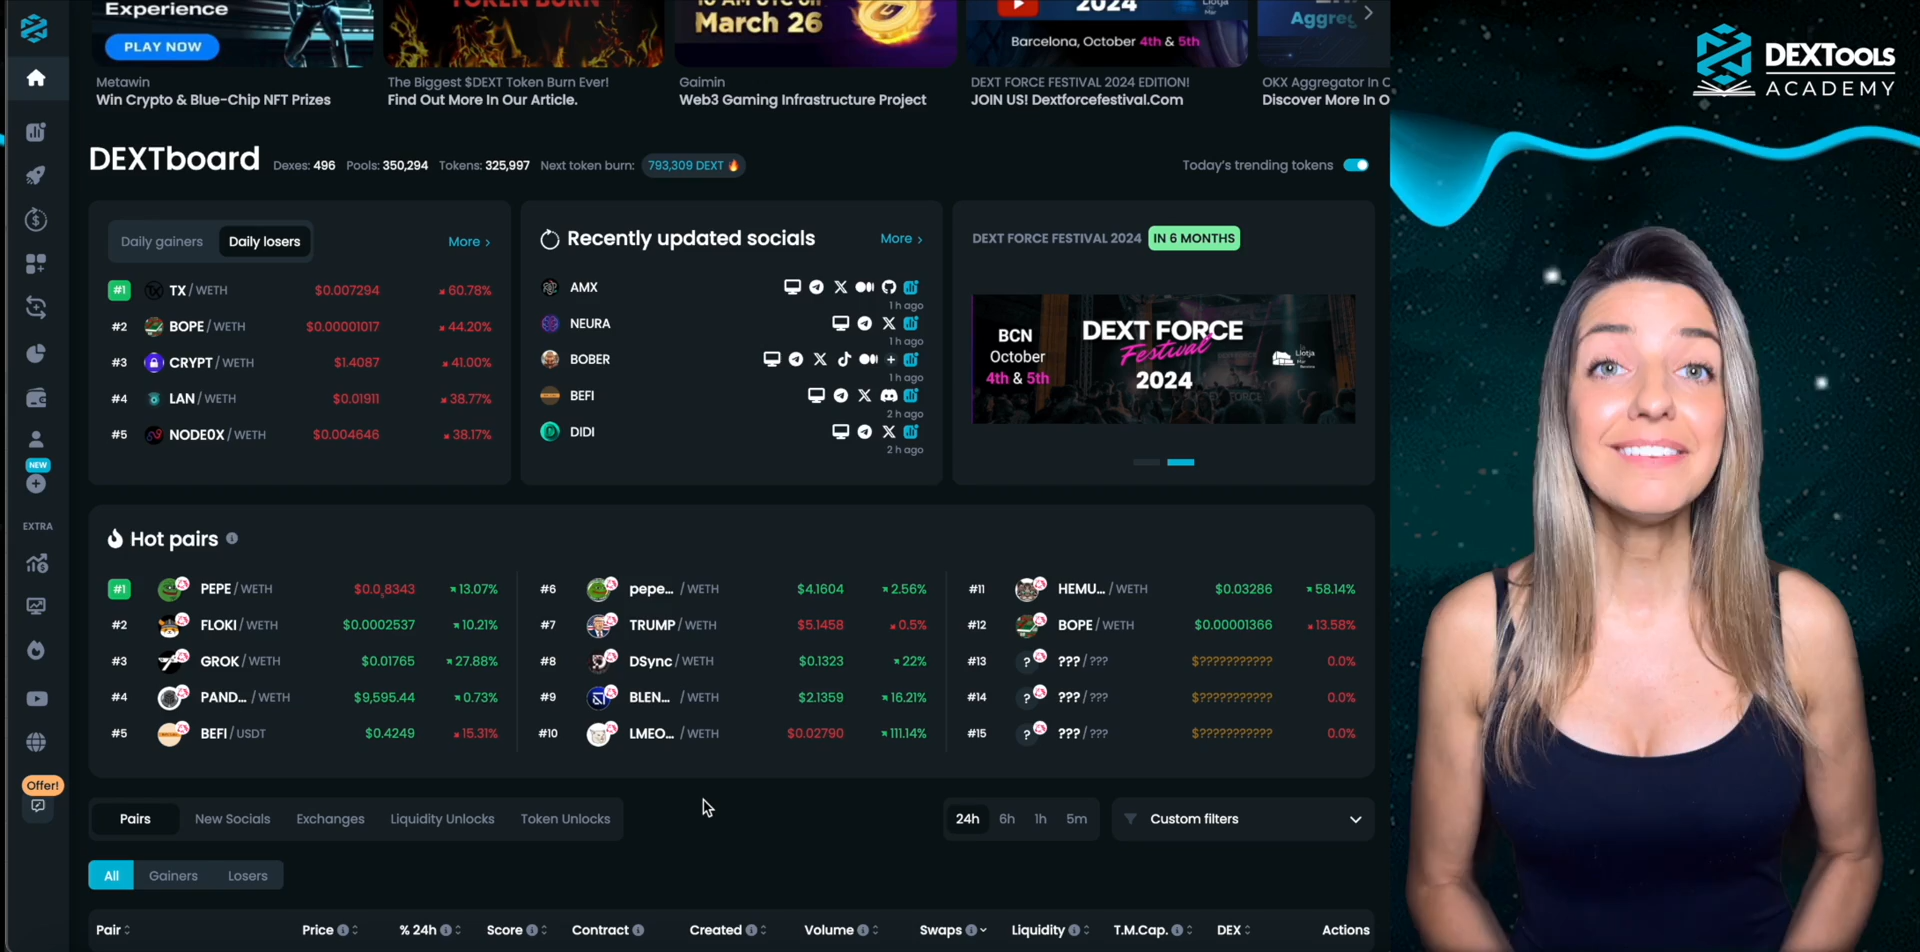 Experience
PLAY NOW
TOKEN BURN
March 26
2024
Barcelona, October 4th & 5th
Metawin
Win Crypto & Blue-Chip NFT Prizes
The Biggest $DEXT Token Burn Ever!
Find Out More In Our Article.
Gaimin
Web3 Gaming Infrastructure Project
DEXT FORCE FESTIVAL 2024 EDITION!
JOIN US! Dextforcefestival.Com
OKX Aggregator In
Discover More In
DEXTOOLS
ACADEMY
DEXTboard Dexes: 496 Pools: 350,294 Tokens: 325,997 Next token burn: 793,309 DEXT
Today's trending tokens
Daily gainers Daily losers More >
#1 TX / WETH $0.007294 60.78%
#2 BOPE / WETH $0.00001017 44.20%
#3 CRYPT / WETH $1.4087 41.00%
#4 LAN / WETH $0.01911 38.77%
#5 NODE0X / WETH $0.004646 38.17%
Recently updated socials More >
AMX
1 h ago
NEURA
1 h ago
BOBER
1 h ago
BEFI
2 h ago
DIDI
2 h ago
DEXT FORCE FESTIVAL 2024 IN 6 MONTHS
BCN
October
4th & 5th
DEXT FORCE
Festival
2024
Hot pairs
#1 PEPE / WETH $0.0₅8343 13.07%
#2 FLOKI / WETH $0.0002537 10.21%
#3 GROK / WETH $0.01765 27.88%
#4 PAND... / WETH $9,595.44 0.73%
#5 BEFI / USDT $0.4249 15.31%
#6 pepe... / WETH $4.1604 2.56%
#7 TRUMP / WETH $5.1458 0.5%
#8 DSync / WETH $0.1323 22%
#9 BLEN... / WETH $2.1359 16.21%
#10 LMEO... / WETH $0.02790 111.14%
#11 HEMU... / WETH $0.03286 58.14%
#12 BOPE / WETH $0.00001366 13.58%
#13 ??? / ??? $??????????? 0.0%
#14 ??? / ??? $??????????? 0.0%
#15 ??? / ??? $??????????? 0.0%
NEW
EXTRA
Offer!
Pairs New Socials Exchanges Liquidity Unlocks Token Unlocks
24h 6h 1h 5m Custom filters
All Gainers Losers
Pair Price % 24h Score Contract Created Volume Swaps Liquidity T.M.Cap. DEX Actions